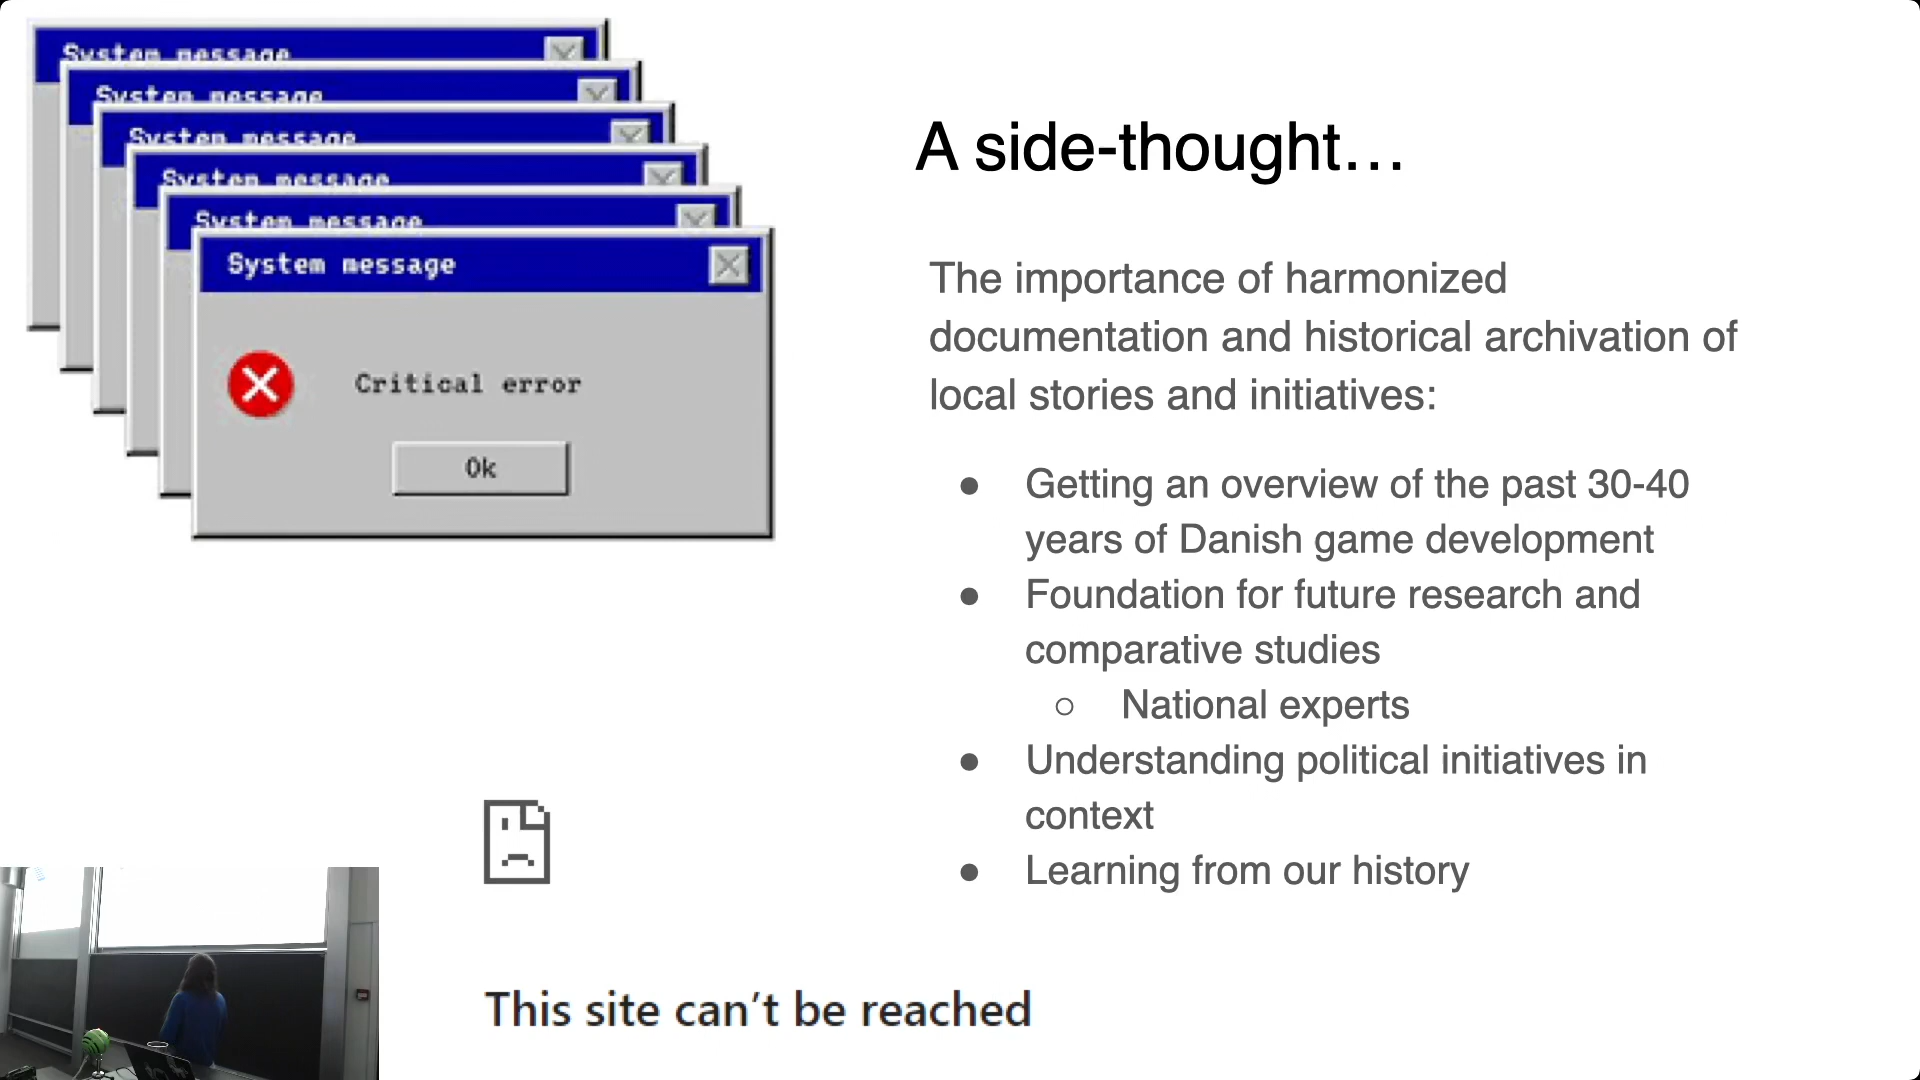 System message
System message
System message
System message
System message
System message
Critical error
Ok
A side-thought…
The importance of harmonized
documentation and historical archivation of
local stories and initiatives:
● Getting an overview of the past 30-40
years of Danish game development
● Foundation for future research and
comparative studies
○ National experts
● Understanding political initiatives in
context
● Learning from our history
This site can’t be reached